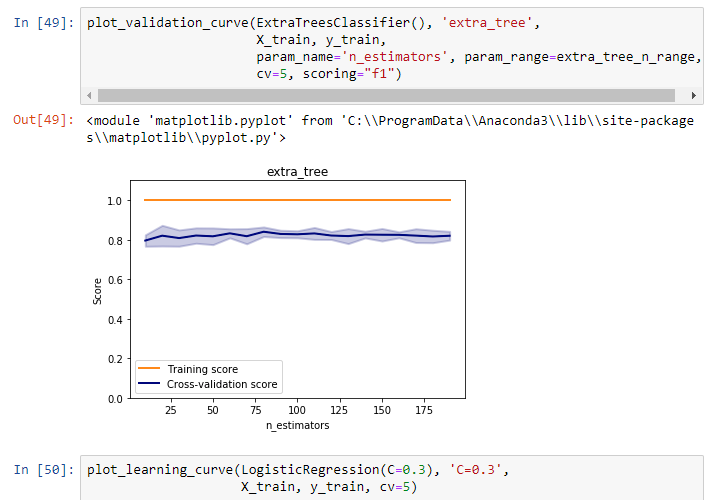 In [49]: plot_validation_curve(ExtraTreesClassifier(), 'extra_tree',
X_train, y_train,
param_name='n_estimators', param_range=extra_tree_n_range,
cv=5, scoring="f1")
Out[49]: <module 'matplotlib.pyplot' from 'C:\\ProgramData\\Anaconda3\\lib\\site-package
s\\matplotlib\\pyplot.py'>
extra_tree
1.0
0.8
0.6
0.4
0.2
0.0
Score
Training score
Cross-validation score
25 50 75 100 125 150 175
n_estimators
In [50]: plot_learning_curve(LogisticRegression(C=0.3), 'C=0.3',
X_train, y_train, cv=5)